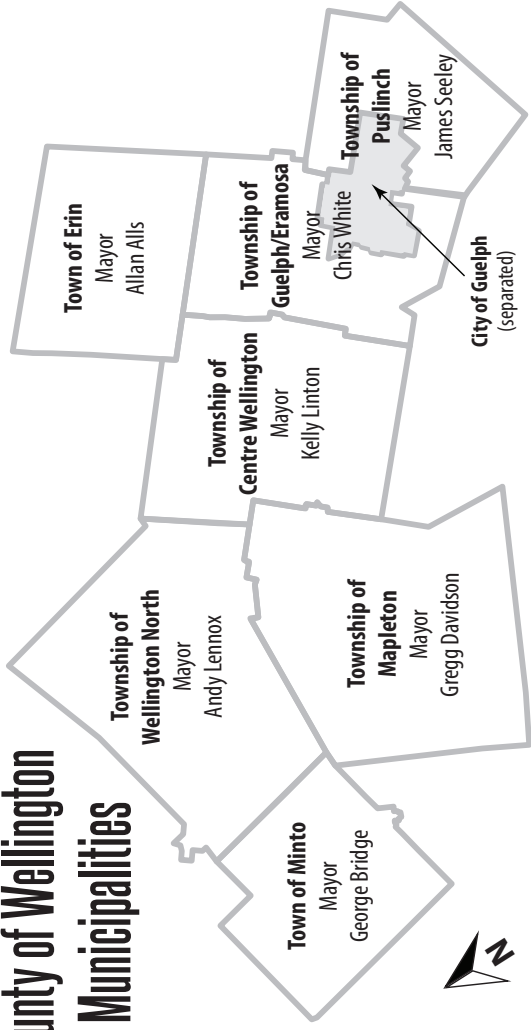 unty of Wellington
Municipalities
Town of Minto
Mayor
George Bridge
Township of
Wellington North
Mayor
Andy Lennox
Township of
Mapleton
Mayor
Gregg Davidson
Township of
Centre Wellington
Mayor
Kelly Linton
Town of Erin
Mayor
Allan Alls
Township of
Guelph/Eramosa
Mayor
Chris White
Township of
Puslinch
Mayor
James Seeley
City of Guelph
(separated)
N